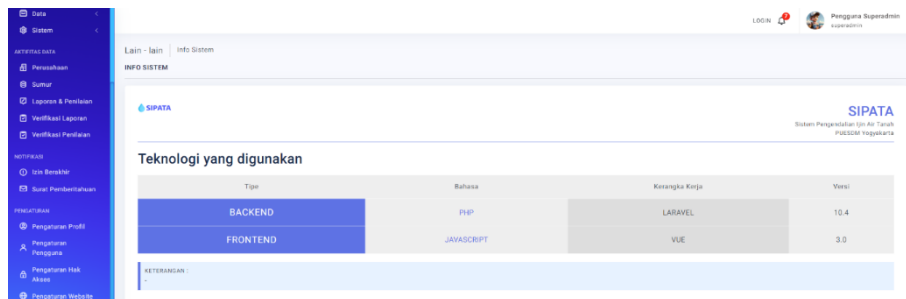 Data
Sistem
AKTIFITAS DATA
Perusahaan
Sumur
Laporan & Penilaian
Verifikasi Laporan
Verifikasi Penilaian
NOTIFIKASI
Izin Berakhir
Surat Pemberitahuan
PENGATURAN
Pengaturan Profil
Pengaturan
Pengguna
Pengaturan Hak
Akses
Pengaturan Website
LOGIN
Pengguna Superadmin
superadmin
Lain - lain | Info Sistem
INFO SISTEM
SIPATA
SIPATA
Sistem Pengendalian Ijin Air Tanah
PUESDM Yogyakarta
Teknologi yang digunakan
Tipe Bahasa Kerangka Kerja Versi
BACKEND PHP LARAVEL 10.4
FRONTEND JAVASCRIPT VUE 3.0
KETERANGAN :
-